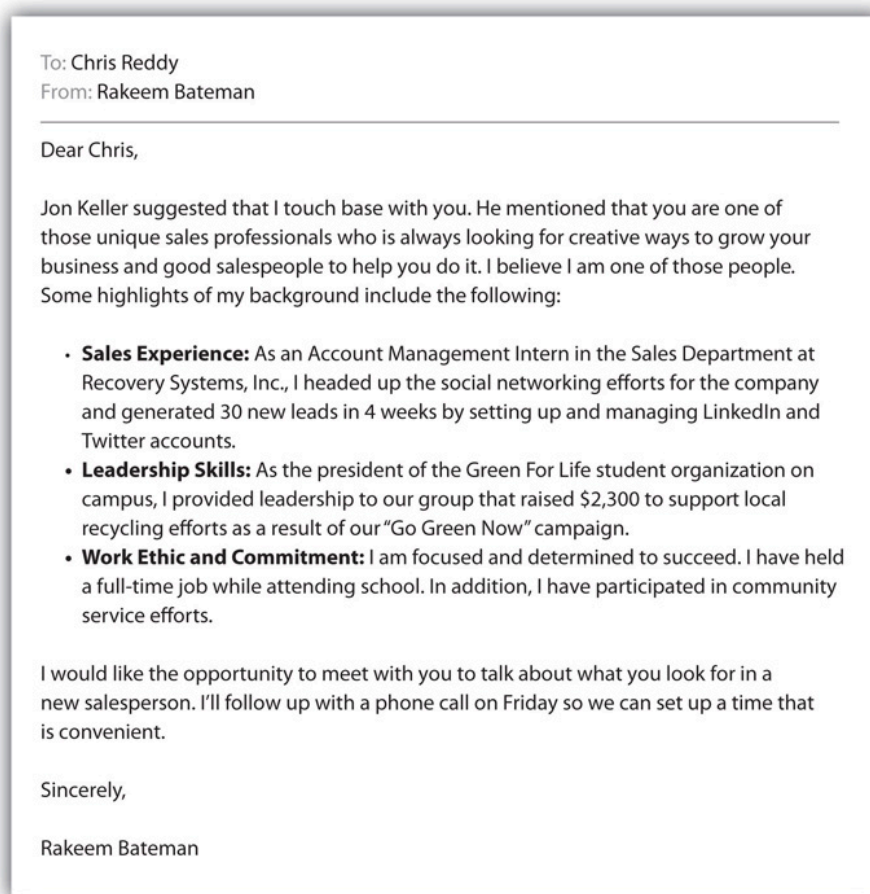 To: Chris Reddy
From: Rakeem Bateman
Dear Chris,
Jon Keller suggested that I touch base with you. He mentioned that you are one of
those unique sales professionals who is always looking for creative ways to grow your
business and good salespeople to help you do it. I believe I am one of those people.
Some highlights of my background include the following:
• Sales Experience: As an Account Management Intern in the Sales Department at
Recovery Systems, Inc., I headed up the social networking efforts for the company
and generated 30 new leads in 4 weeks by setting up and managing LinkedIn and
Twitter accounts.
• Leadership Skills: As the president of the Green For Life student organization on
campus, I provided leadership to our group that raised $2,300 to support local
recycling efforts as a result of our “Go Green Now” campaign.
• Work Ethic and Commitment: I am focused and determined to succeed. I have held
a full-time job while attending school. In addition, I have participated in community
service efforts.
I would like the opportunity to meet with you to talk about what you look for in a
new salesperson. I’ll follow up with a phone call on Friday so we can set up a time that
is convenient.
Sincerely,
Rakeem Bateman